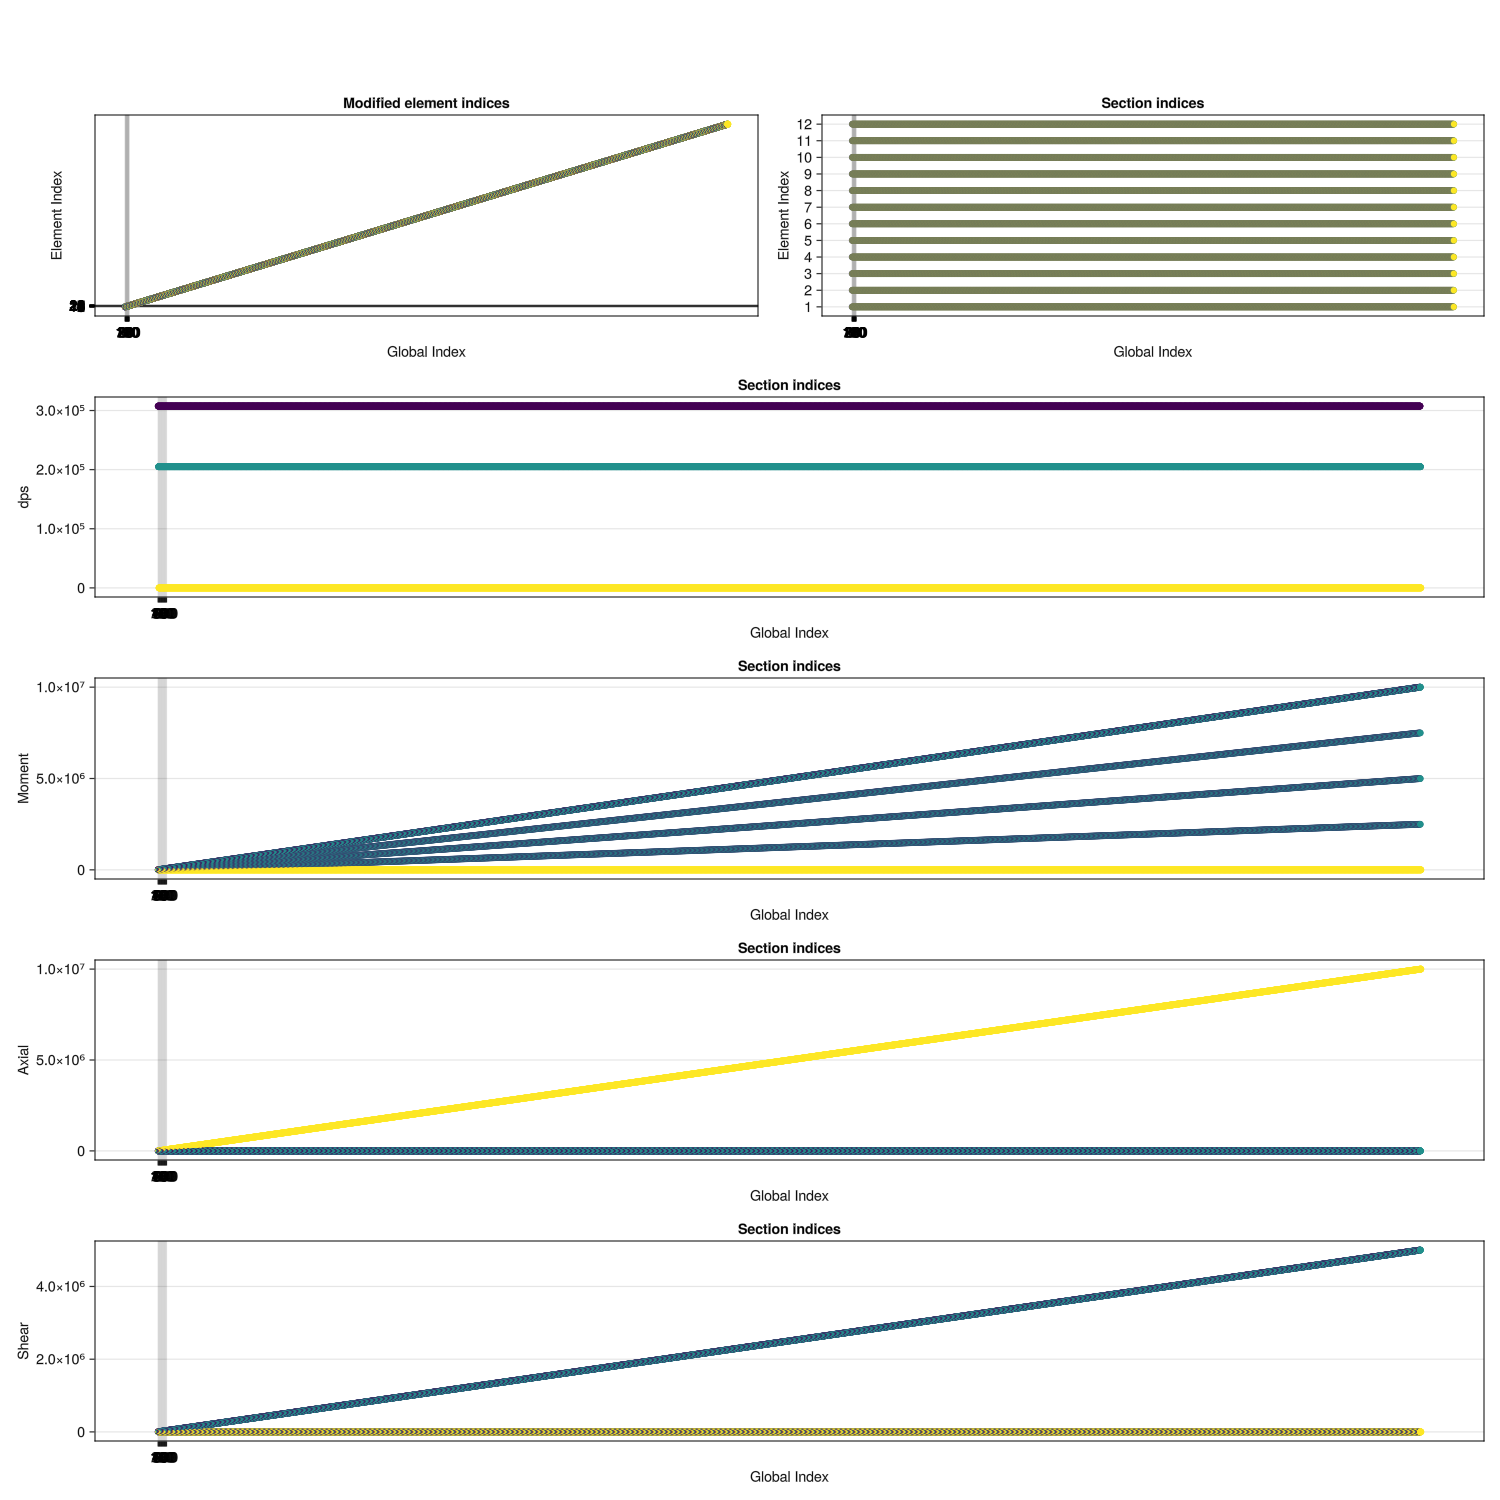 Modified element indices
Element Index
Global Index
Section indices
Element Index
12
11
10
9
8
7
6
5
4
3
2
1
Global Index
Section indices
dps
3.0×10⁵
2.0×10⁵
1.0×10⁵
0
Global Index
Section indices
Moment
1.0×10⁷
5.0×10⁶
0
Global Index
Section indices
Axial
1.0×10⁷
5.0×10⁶
0
Global Index
Section indices
Shear
4.0×10⁶
2.0×10⁶
0
Global Index